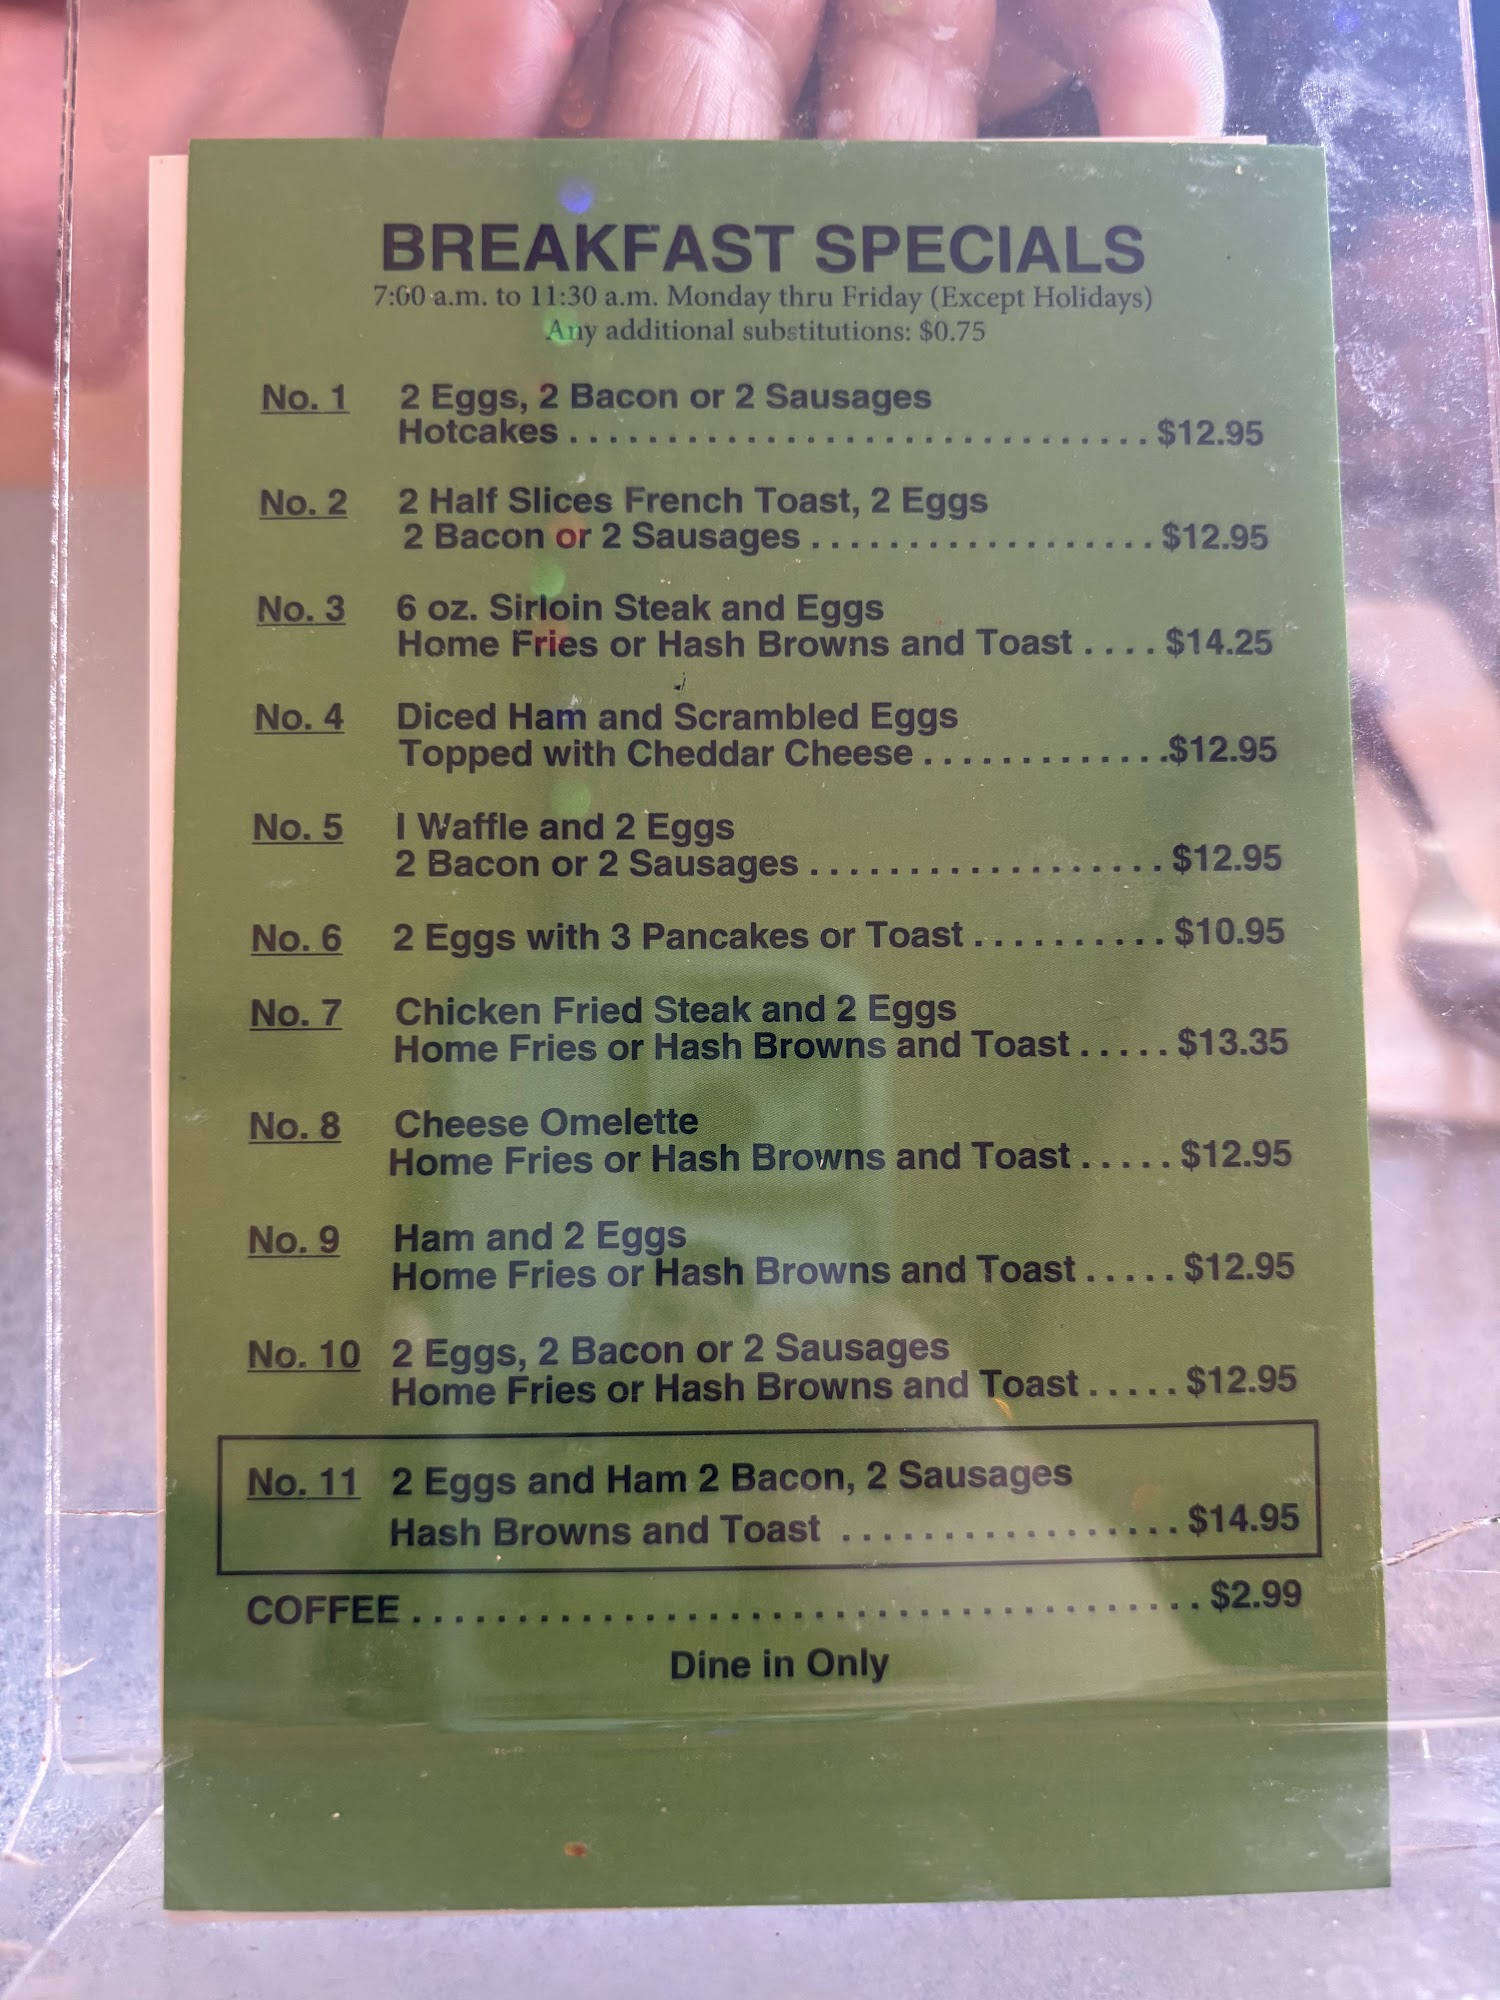 BREAKFAST SPECIALS
7:00 a.m. to 11:30 a.m. Monday thru Friday (Except Holidays)
Any additional substitutions: $0.75
No. 1 2 Eggs, 2 Bacon or 2 Sausages
Hotcakes . . . . . . . . . . . . . . . . . . . . . . . . . . . . . . $12.95
No. 2 2 Half Slices French Toast, 2 Eggs
2 Bacon or 2 Sausages . . . . . . . . . . . . . . . . . . $12.95
No. 3 6 oz. Sirloin Steak and Eggs
Home Fries or Hash Browns and Toast . . . . $14.25
No. 4 Diced Ham and Scrambled Eggs
Topped with Cheddar Cheese . . . . . . . . . . . . . $12.95
No. 5 I Waffle and 2 Eggs
2 Bacon or 2 Sausages . . . . . . . . . . . . . . . . . . $12.95
No. 6 2 Eggs with 3 Pancakes or Toast . . . . . . . . . . $10.95
No. 7 Chicken Fried Steak and 2 Eggs
Home Fries or Hash Browns and Toast . . . . . $13.35
No. 8 Cheese Omelette
Home Fries or Hash Browns and Toast . . . . . $12.95
No. 9 Ham and 2 Eggs
Home Fries or Hash Browns and Toast . . . . . $12.95
No. 10 2 Eggs, 2 Bacon or 2 Sausages
Home Fries or Hash Browns and Toast . . . . . $12.95
No. 11 2 Eggs and Ham 2 Bacon, 2 Sausages
Hash Browns and Toast . . . . . . . . . . . . . . . . . . $14.95
COFFEE . . . . . . . . . . . . . . . . . . . . . . . . . . . . . . . . . . . . . . $2.99
Dine in Only